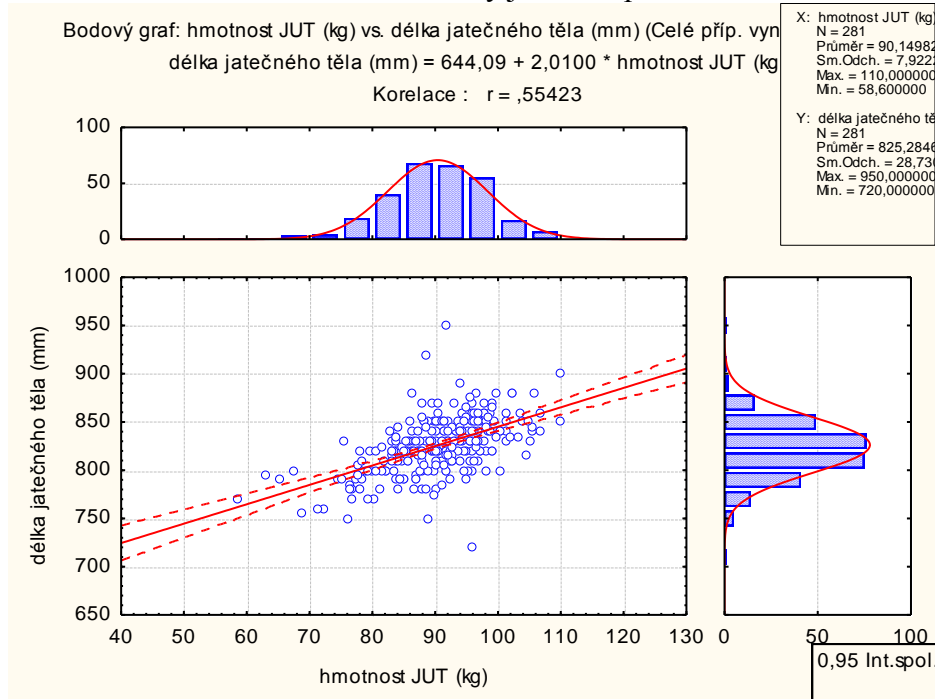 Bodový graf: hmotnost JUT (kg) vs. délka jatečného těla (mm) (Celé příp. vyn
délka jatečného těla (mm) = 644,09 + 2,0100 * hmotnost JUT (kg
Korelace : r = ,55423
X: hmotnost JUT (kg)
N = 281
Průměr = 90,14982
Sm.Odch. = 7,9222
Max. = 110,000000
Min. = 58,600000
Y: délka jatečného tě
N = 281
Průměr = 825,2846
Sm.Odch. = 28,730
Max. = 950,000000
Min. = 720,000000
100
50
0
1000
950
900
850
800
750
700
650
délka jatečného těla (mm)
40 50 60 70 80 90 100 110 120 130
hmotnost JUT (kg)
0 50 100
0,95 Int.spol.